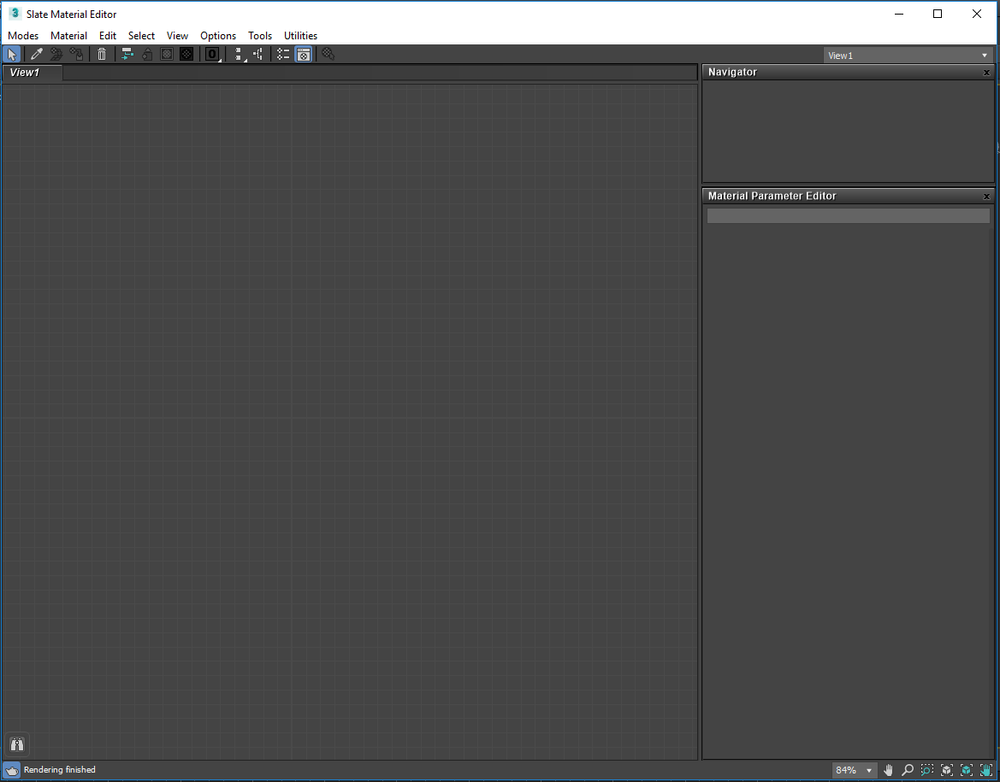 Slate Material Editor
Modes Material Edit Select View Options Tools Utilities
0
View1
View1
Navigator
Material Parameter Editor
Rendering finished
84%